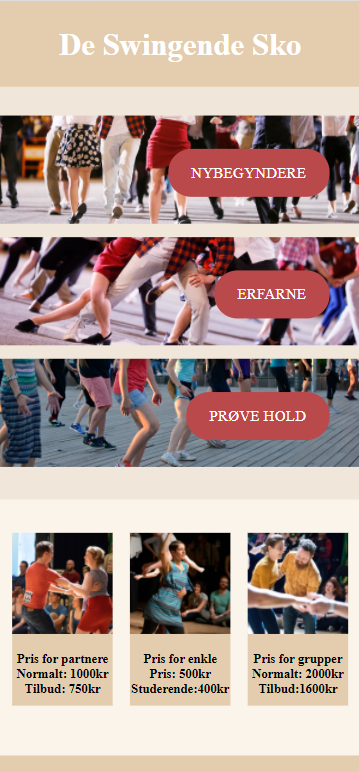 De Swingende Sko
NYBEGYNDERE
ERFARNE
PRØVE HOLD
Pris for partnere
Normalt: 1000kr
Tilbud: 750kr
Pris for enkle
Pris: 500kr
Studerende:400kr
Pris for grupper
Normalt: 2000kr
Tilbud:1600kr